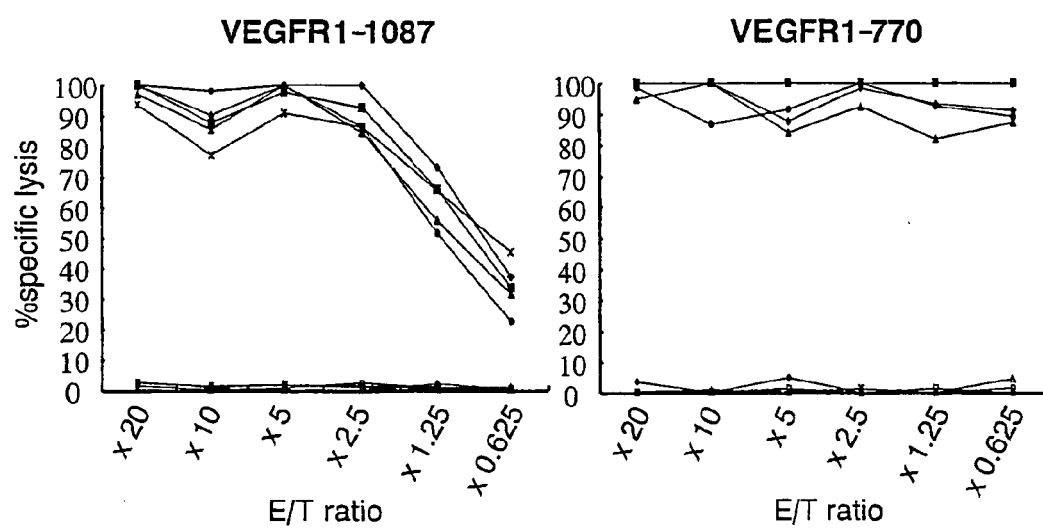 VEGFR1-1087
%specific lysis
100
90
80
70
60
50
40
30
20
10
0
x 20
x 10
x 5
x 2.5
x 1.25
x 0.625
E/T ratio
VEGFR1-770
100
90
80
70
60
50
40
30
20
10
0
x 20
x 10
x 5
x 2.5
x 1.25
x 0.625
E/T ratio